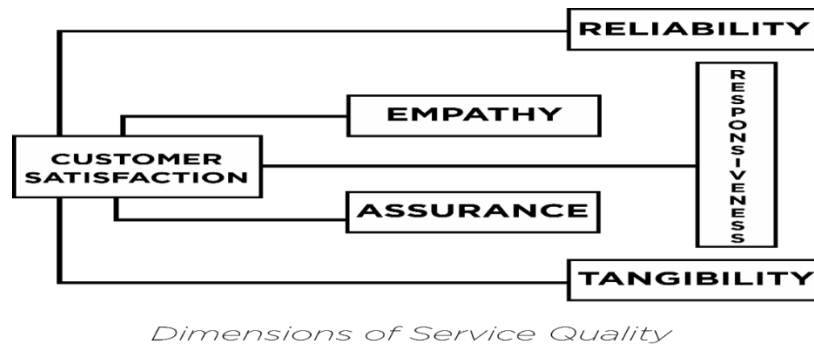 RELIABILITY
EMPATHY
RESPONSIVENESS
CUSTOMER
SATISFACTION
ASSURANCE
TANGIBILITY
Dimensions of Service Quality